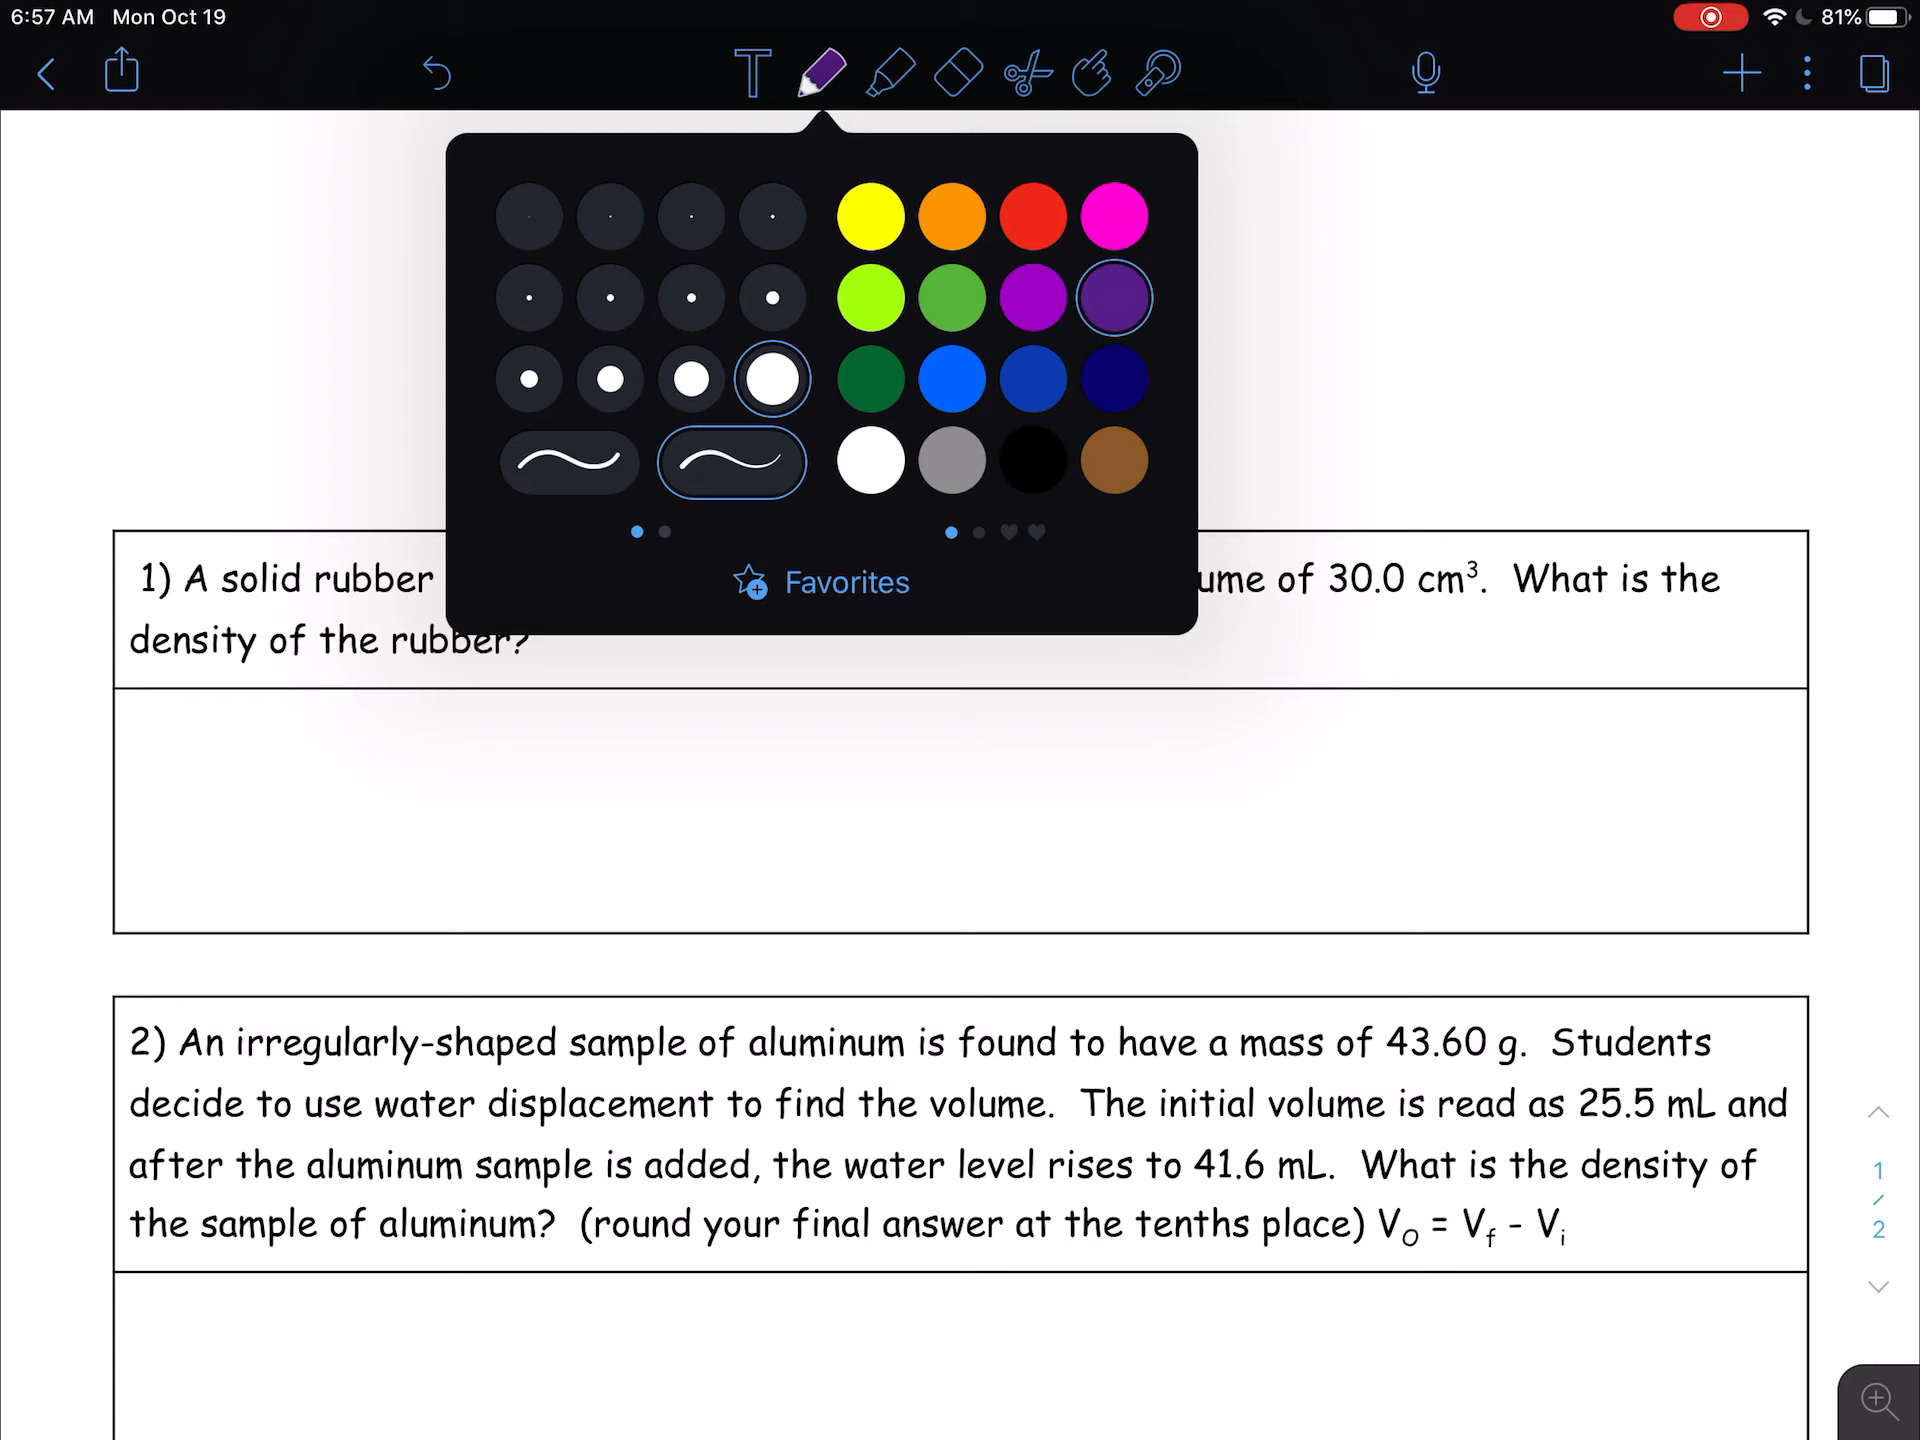 6:57 AM Mon Oct 19
81%
T
Favorites
1) A solid rubber ume of 30.0 cm³. What is the
density of the rubber?
2) An irregularly-shaped sample of aluminum is found to have a mass of 43.60 g. Students
decide to use water displacement to find the volume. The initial volume is read as 25.5 mL and
after the aluminum sample is added, the water level rises to 41.6 mL. What is the density of
the sample of aluminum? (round your final answer at the tenths place) V₀ = Vf - Vᵢ
1
/
2